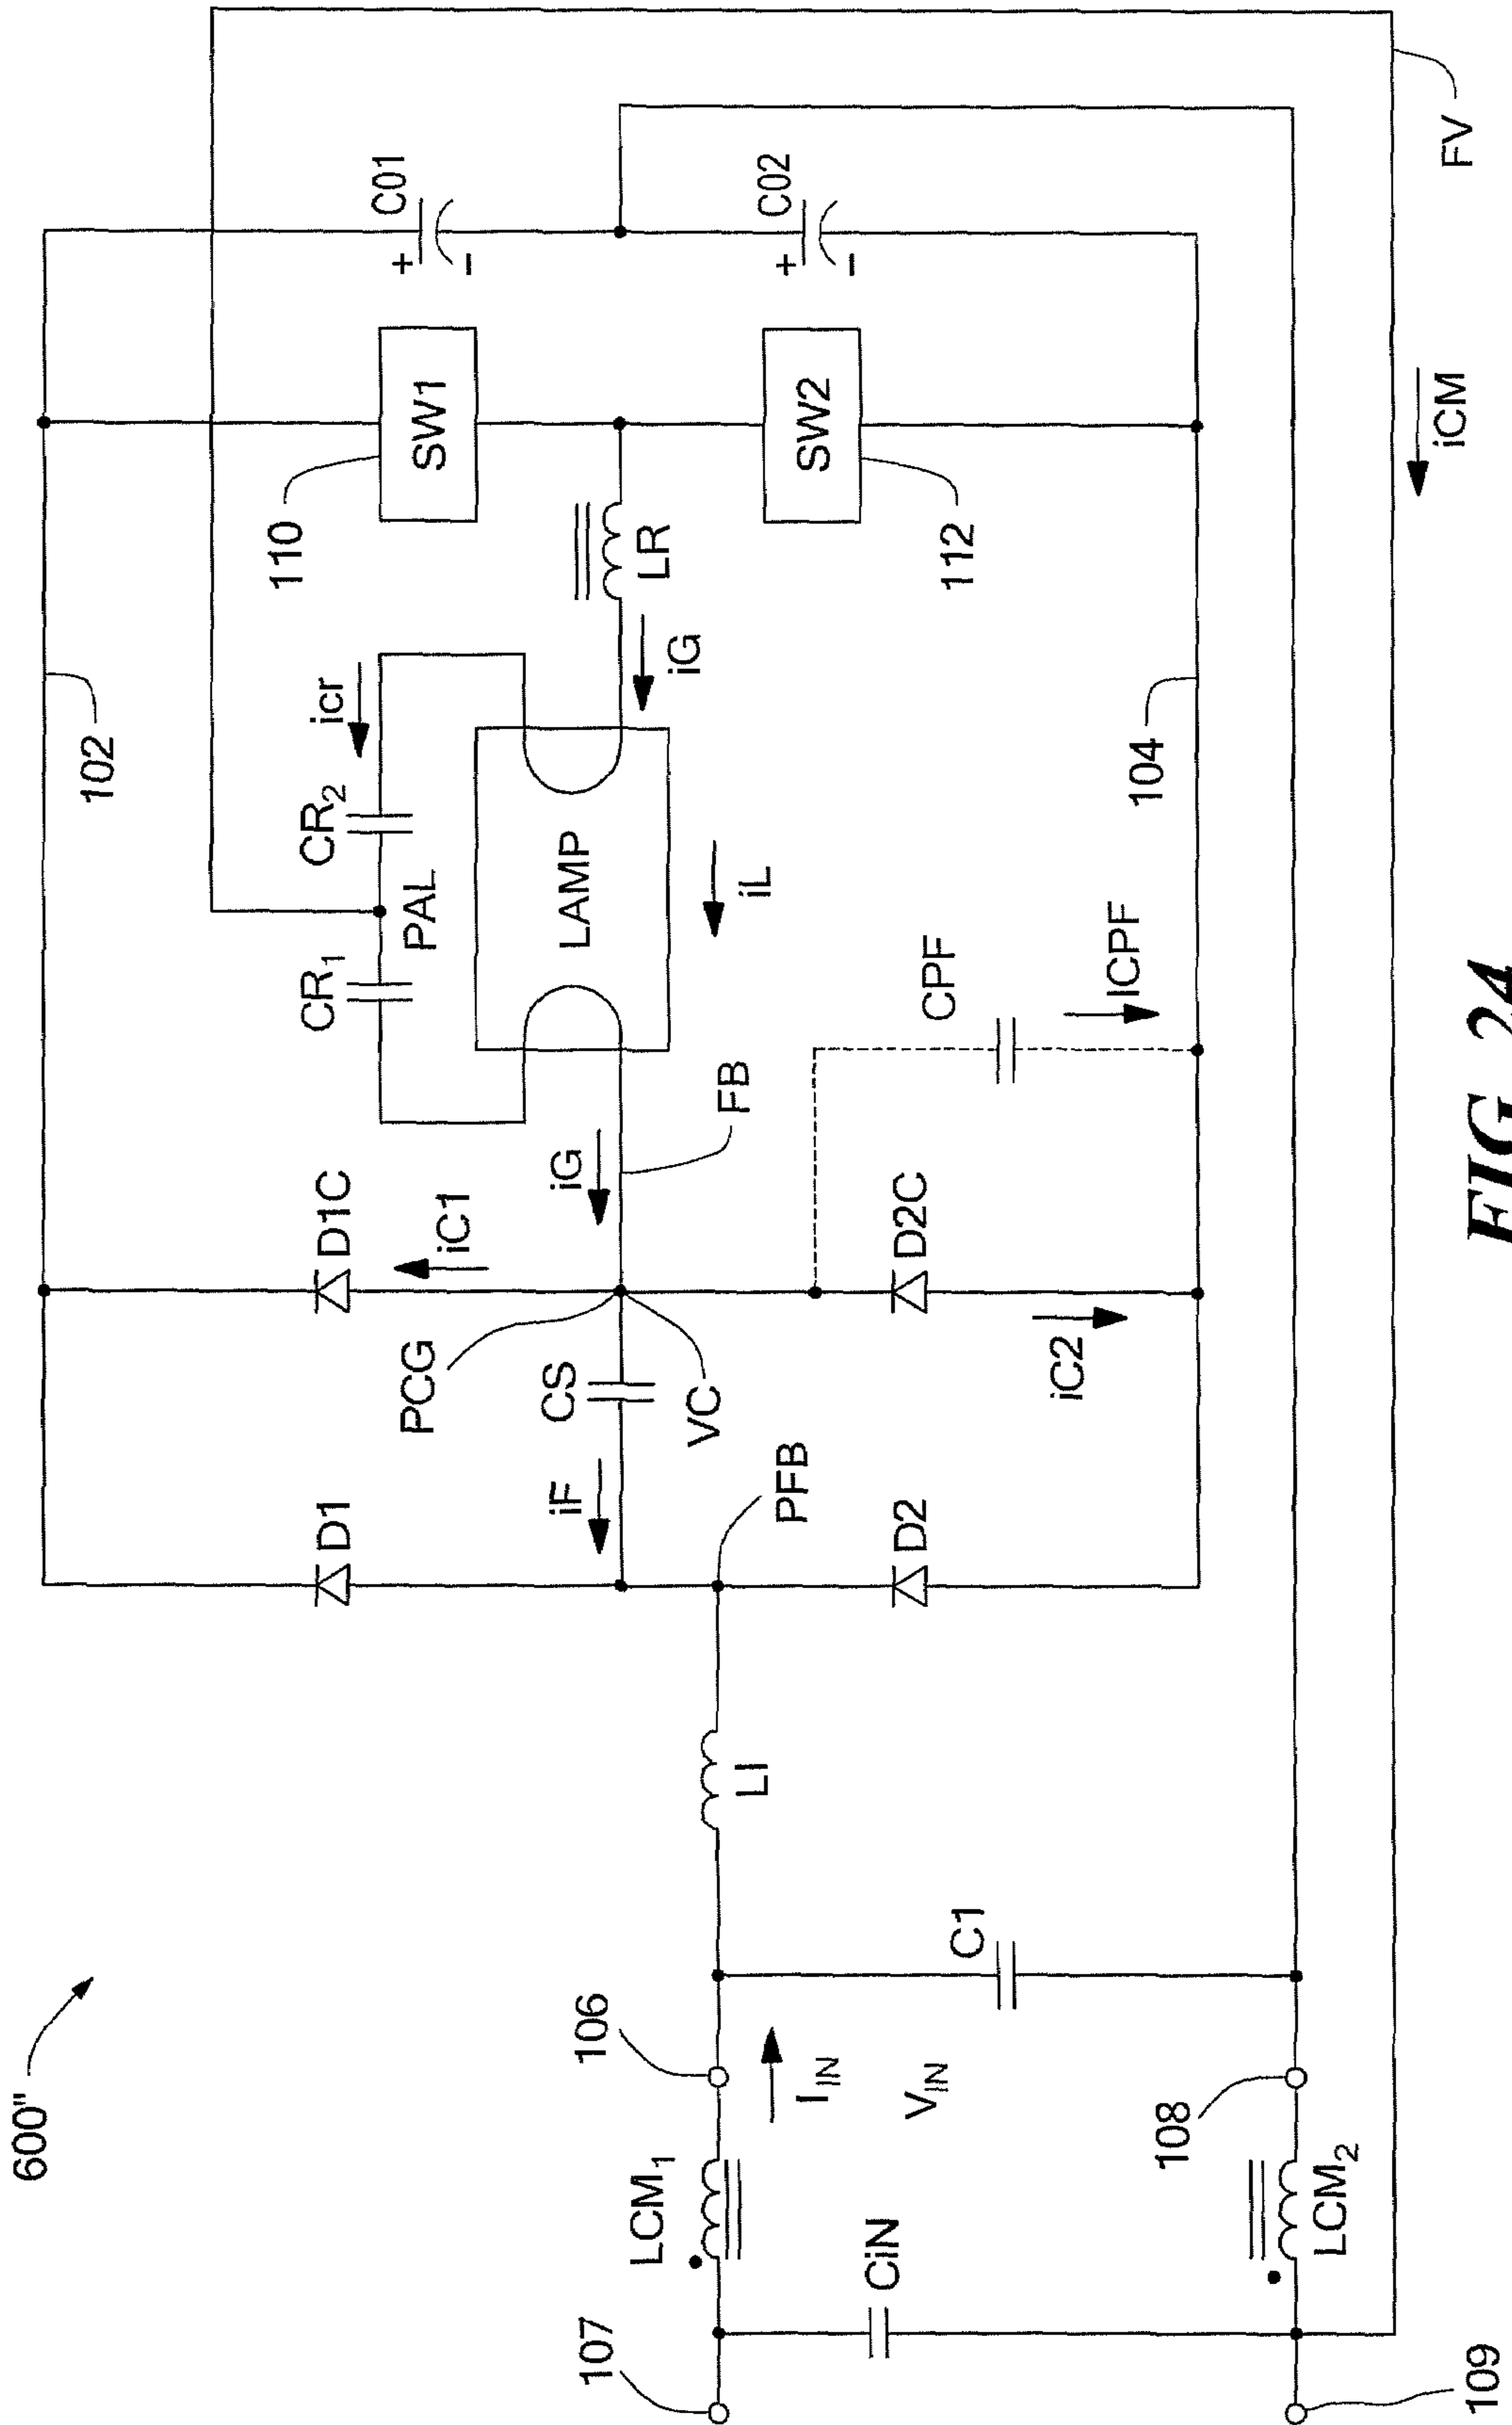 600"
107
109
LCM1
LCM2
CiN
106
108
IIN
VIN
C1
LI
D1
D2
iF
PFB
CS
PCG
VC
D1C
D2C
iC1
iC2
iG
FB
CPF
ICPF
CR1
CR2
PAL
icr
LAMP
iL
iG
LR
102
104
110
112
SW1
SW2
C01
C02
+
-
+
-
FV
iCM
FIG. 24